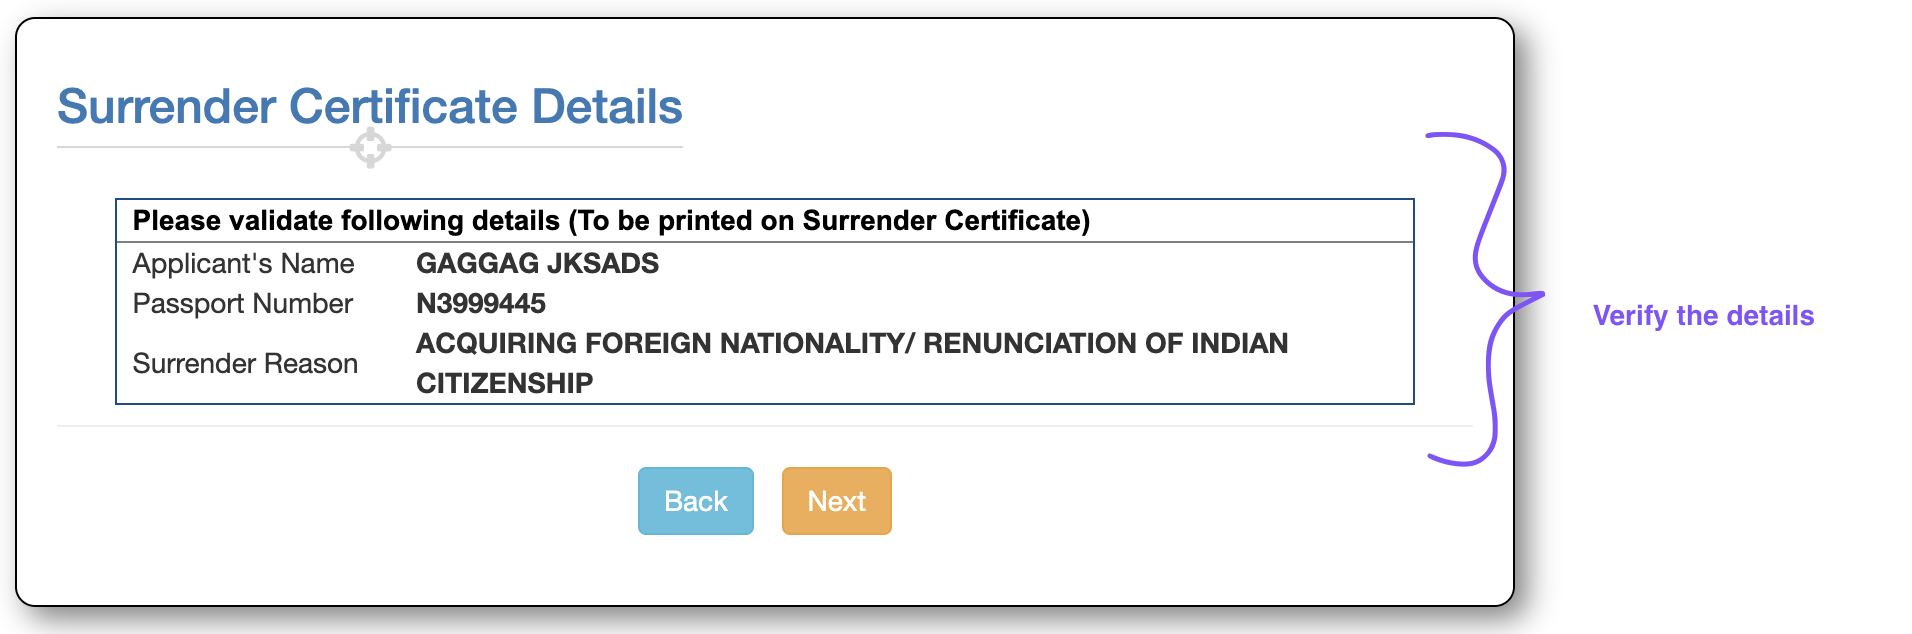 Surrender Certificate Details
Please validate following details (To be printed on Surrender Certificate)
Applicant's Name GAGGAG JKSADS
Passport Number N3999445
Surrender Reason ACQUIRING FOREIGN NATIONALITY/ RENUNCIATION OF INDIAN
CITIZENSHIP
Verify the details
Back Next